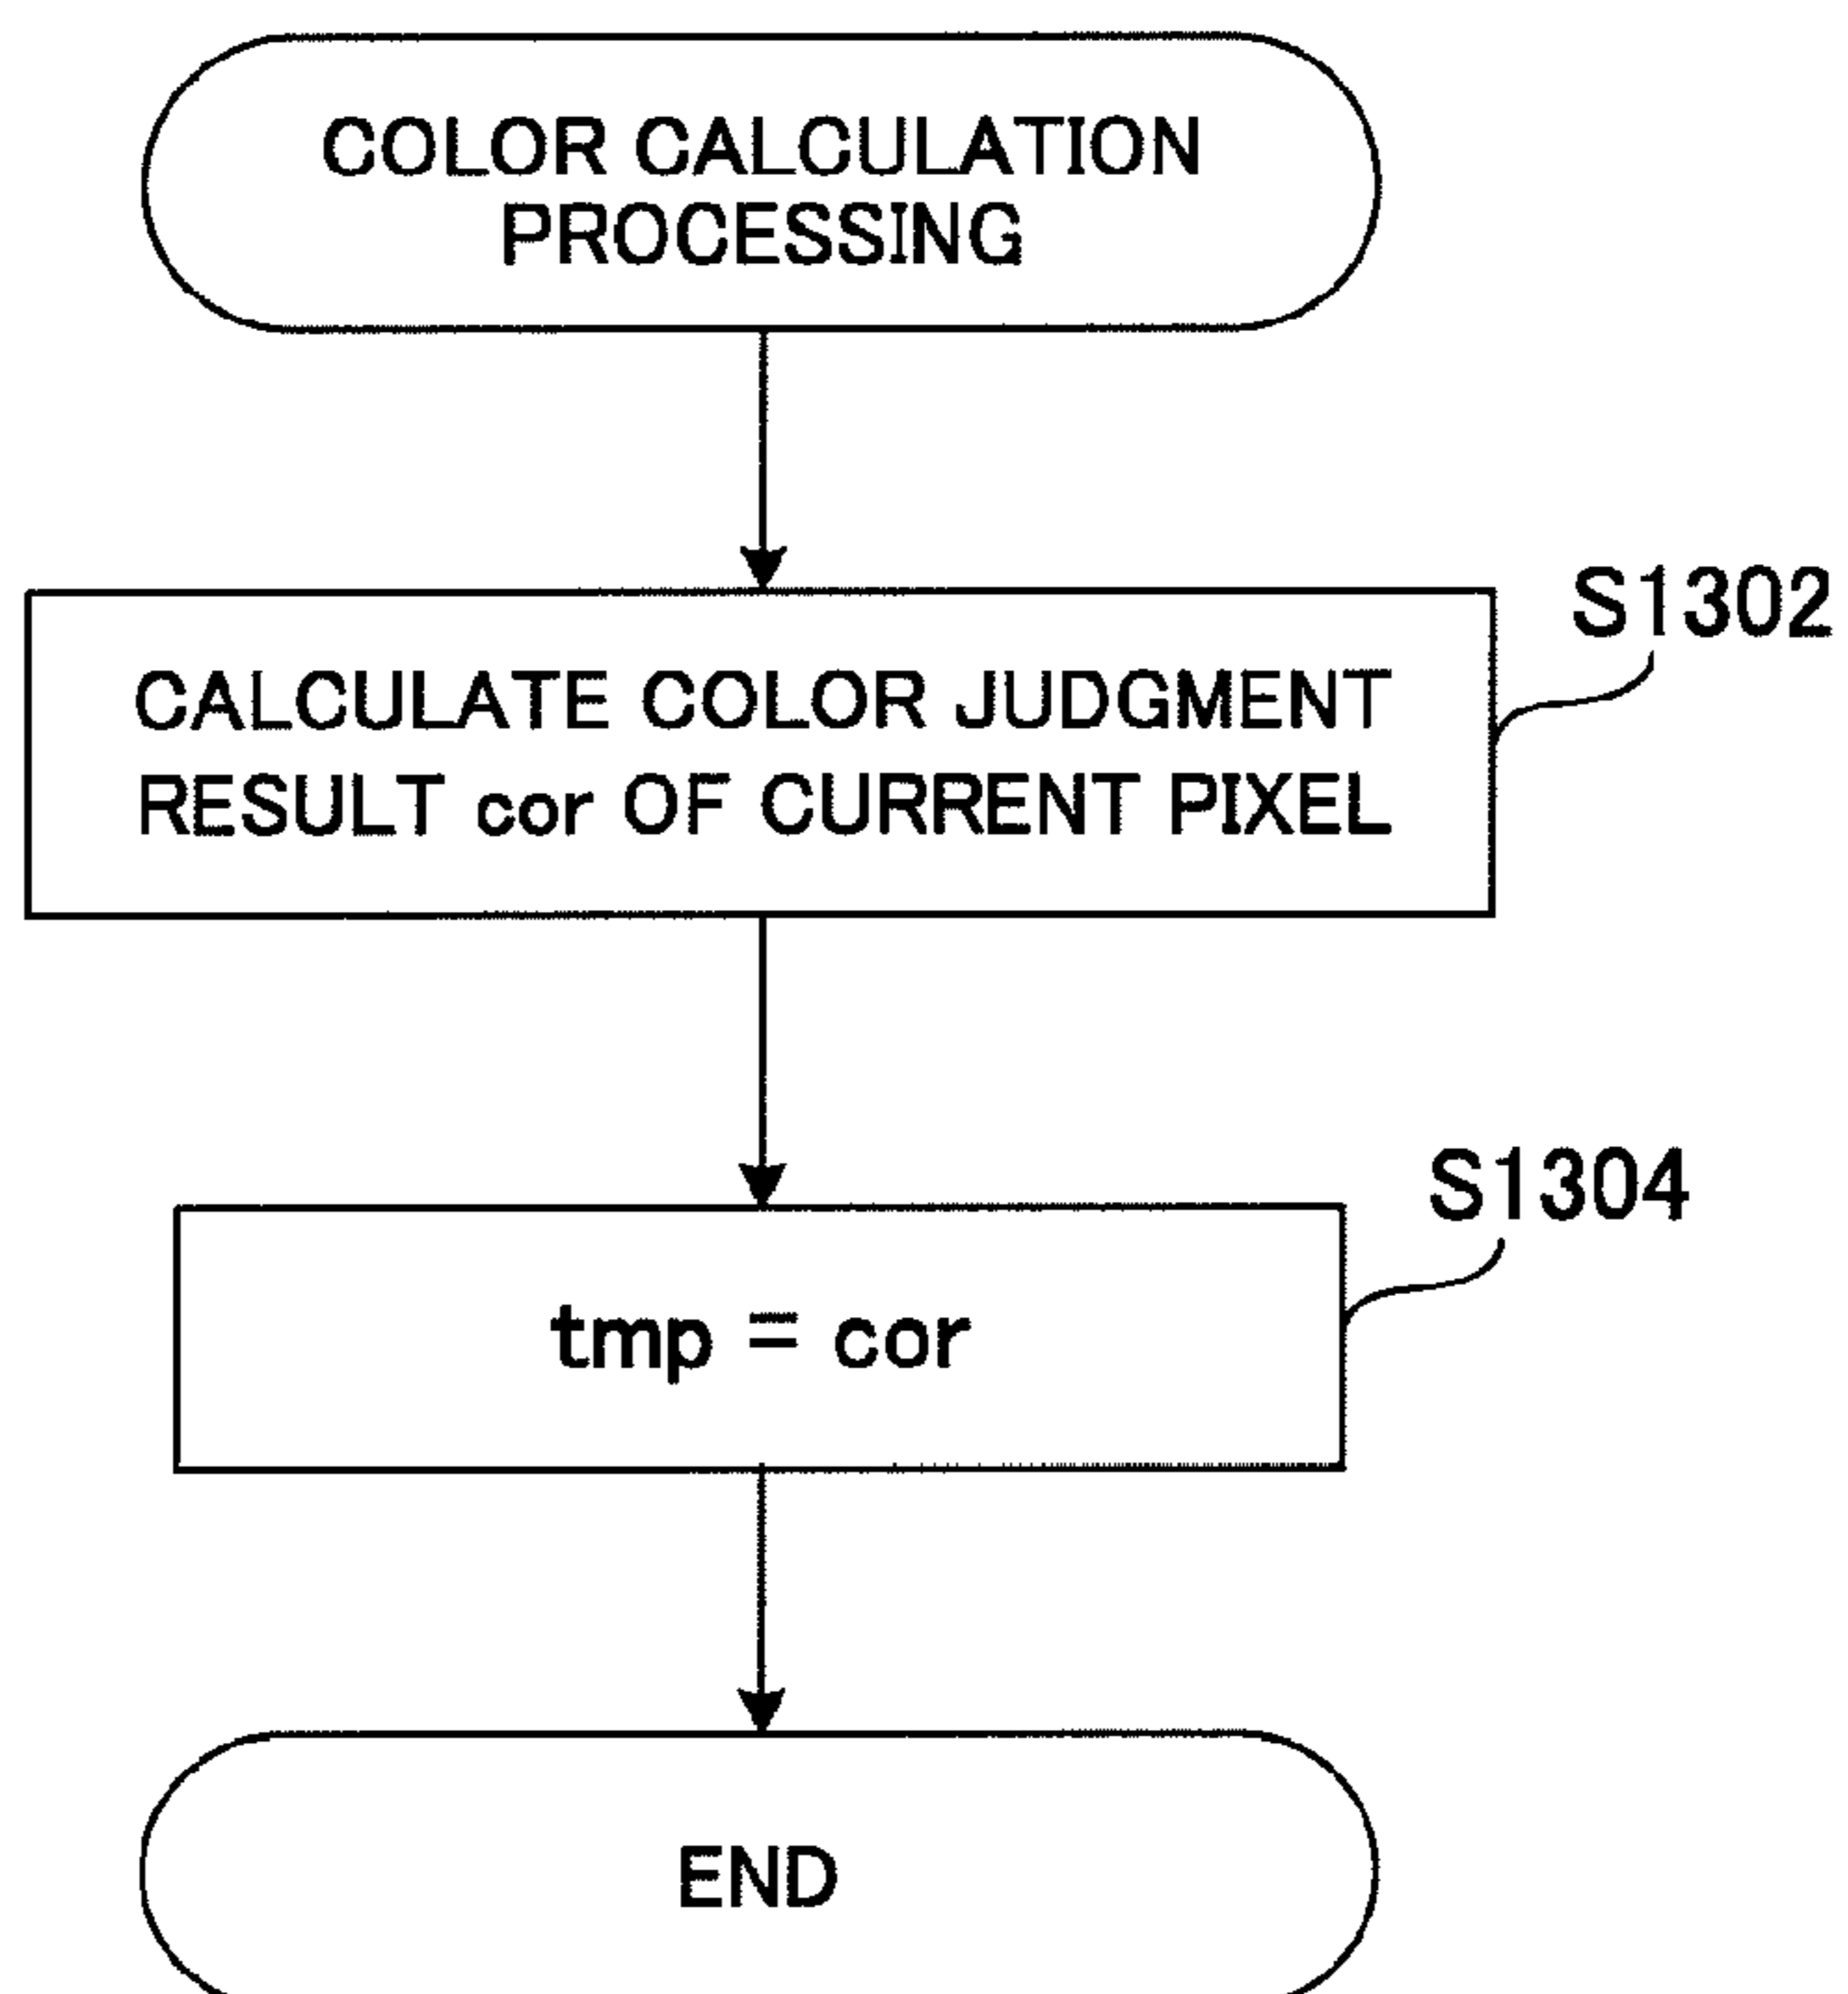 COLOR CALCULATION
PROCESSING
S1302
CALCULATE COLOR JUDGMENT
RESULT cor OF CURRENT PIXEL
S1304
tmp = cor
END